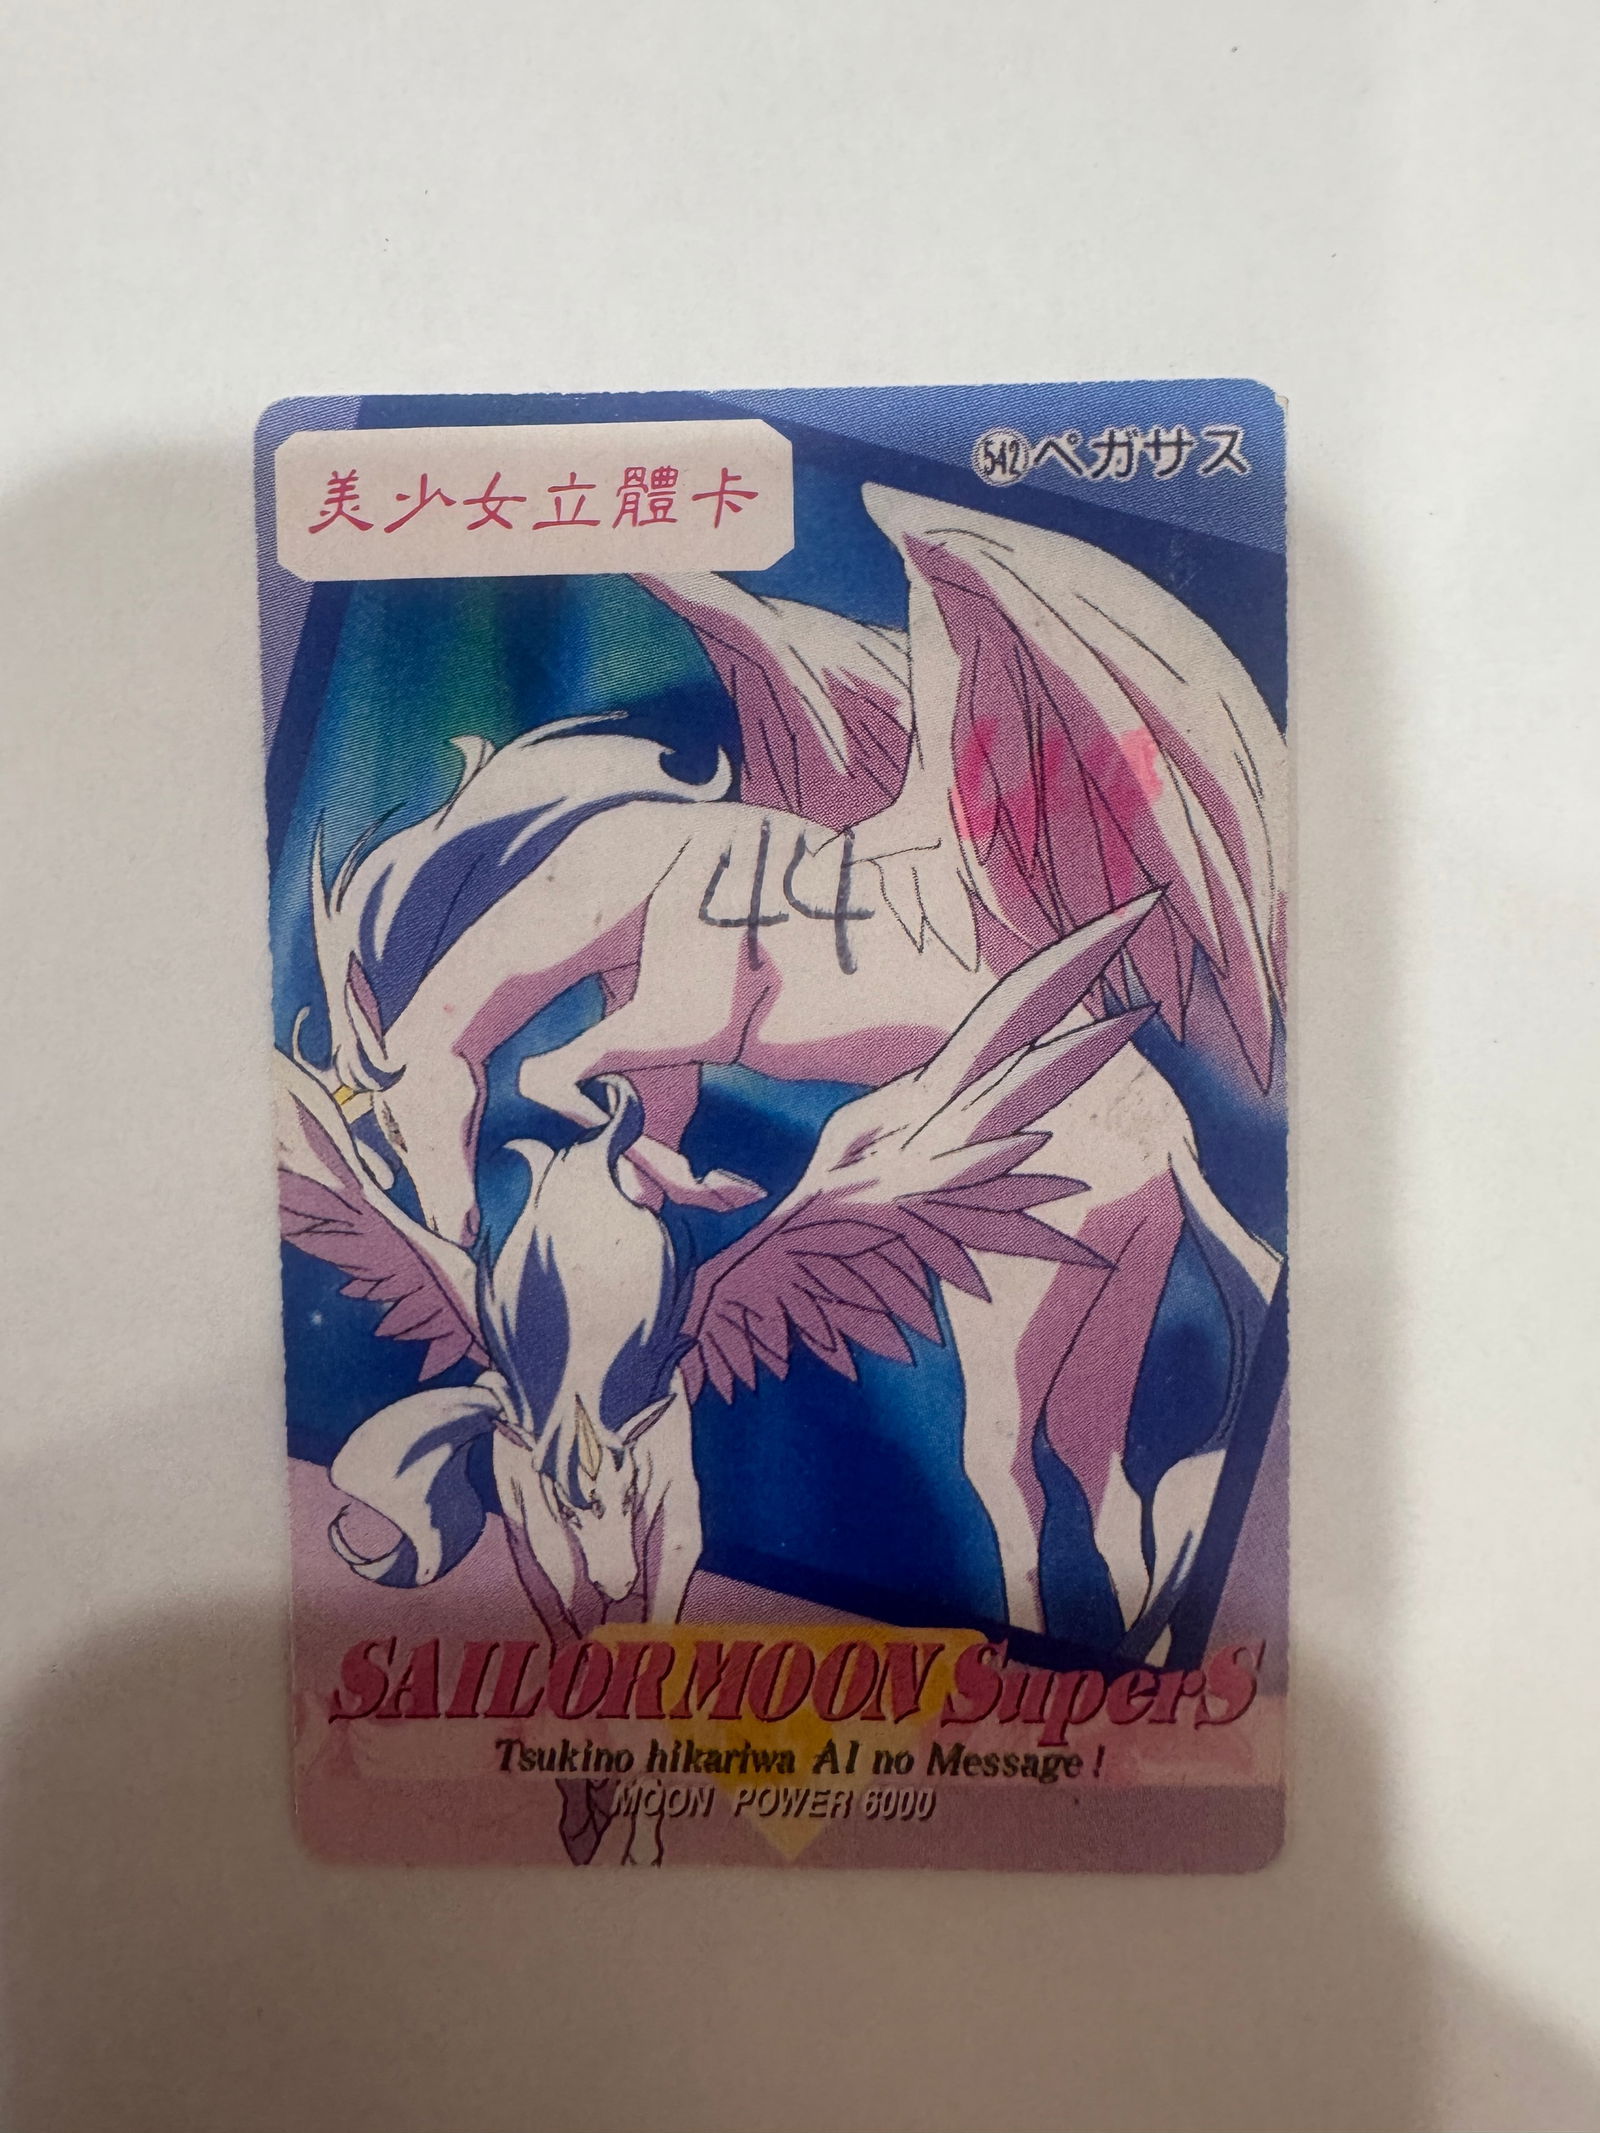 美少女立體卡
542 ペガサス
44
SAILORMOON SuperS
Tsukino hikariwa AI no Message !
MOON POWER 6000